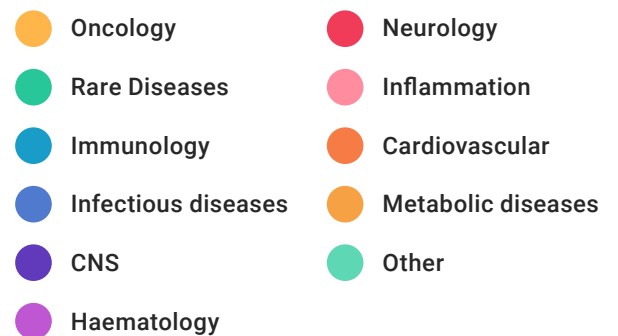 Oncology
Rare Diseases
Immunology
Infectious diseases
CNS
Haematology
Neurology
Inflammation
Cardiovascular
Metabolic diseases
Other